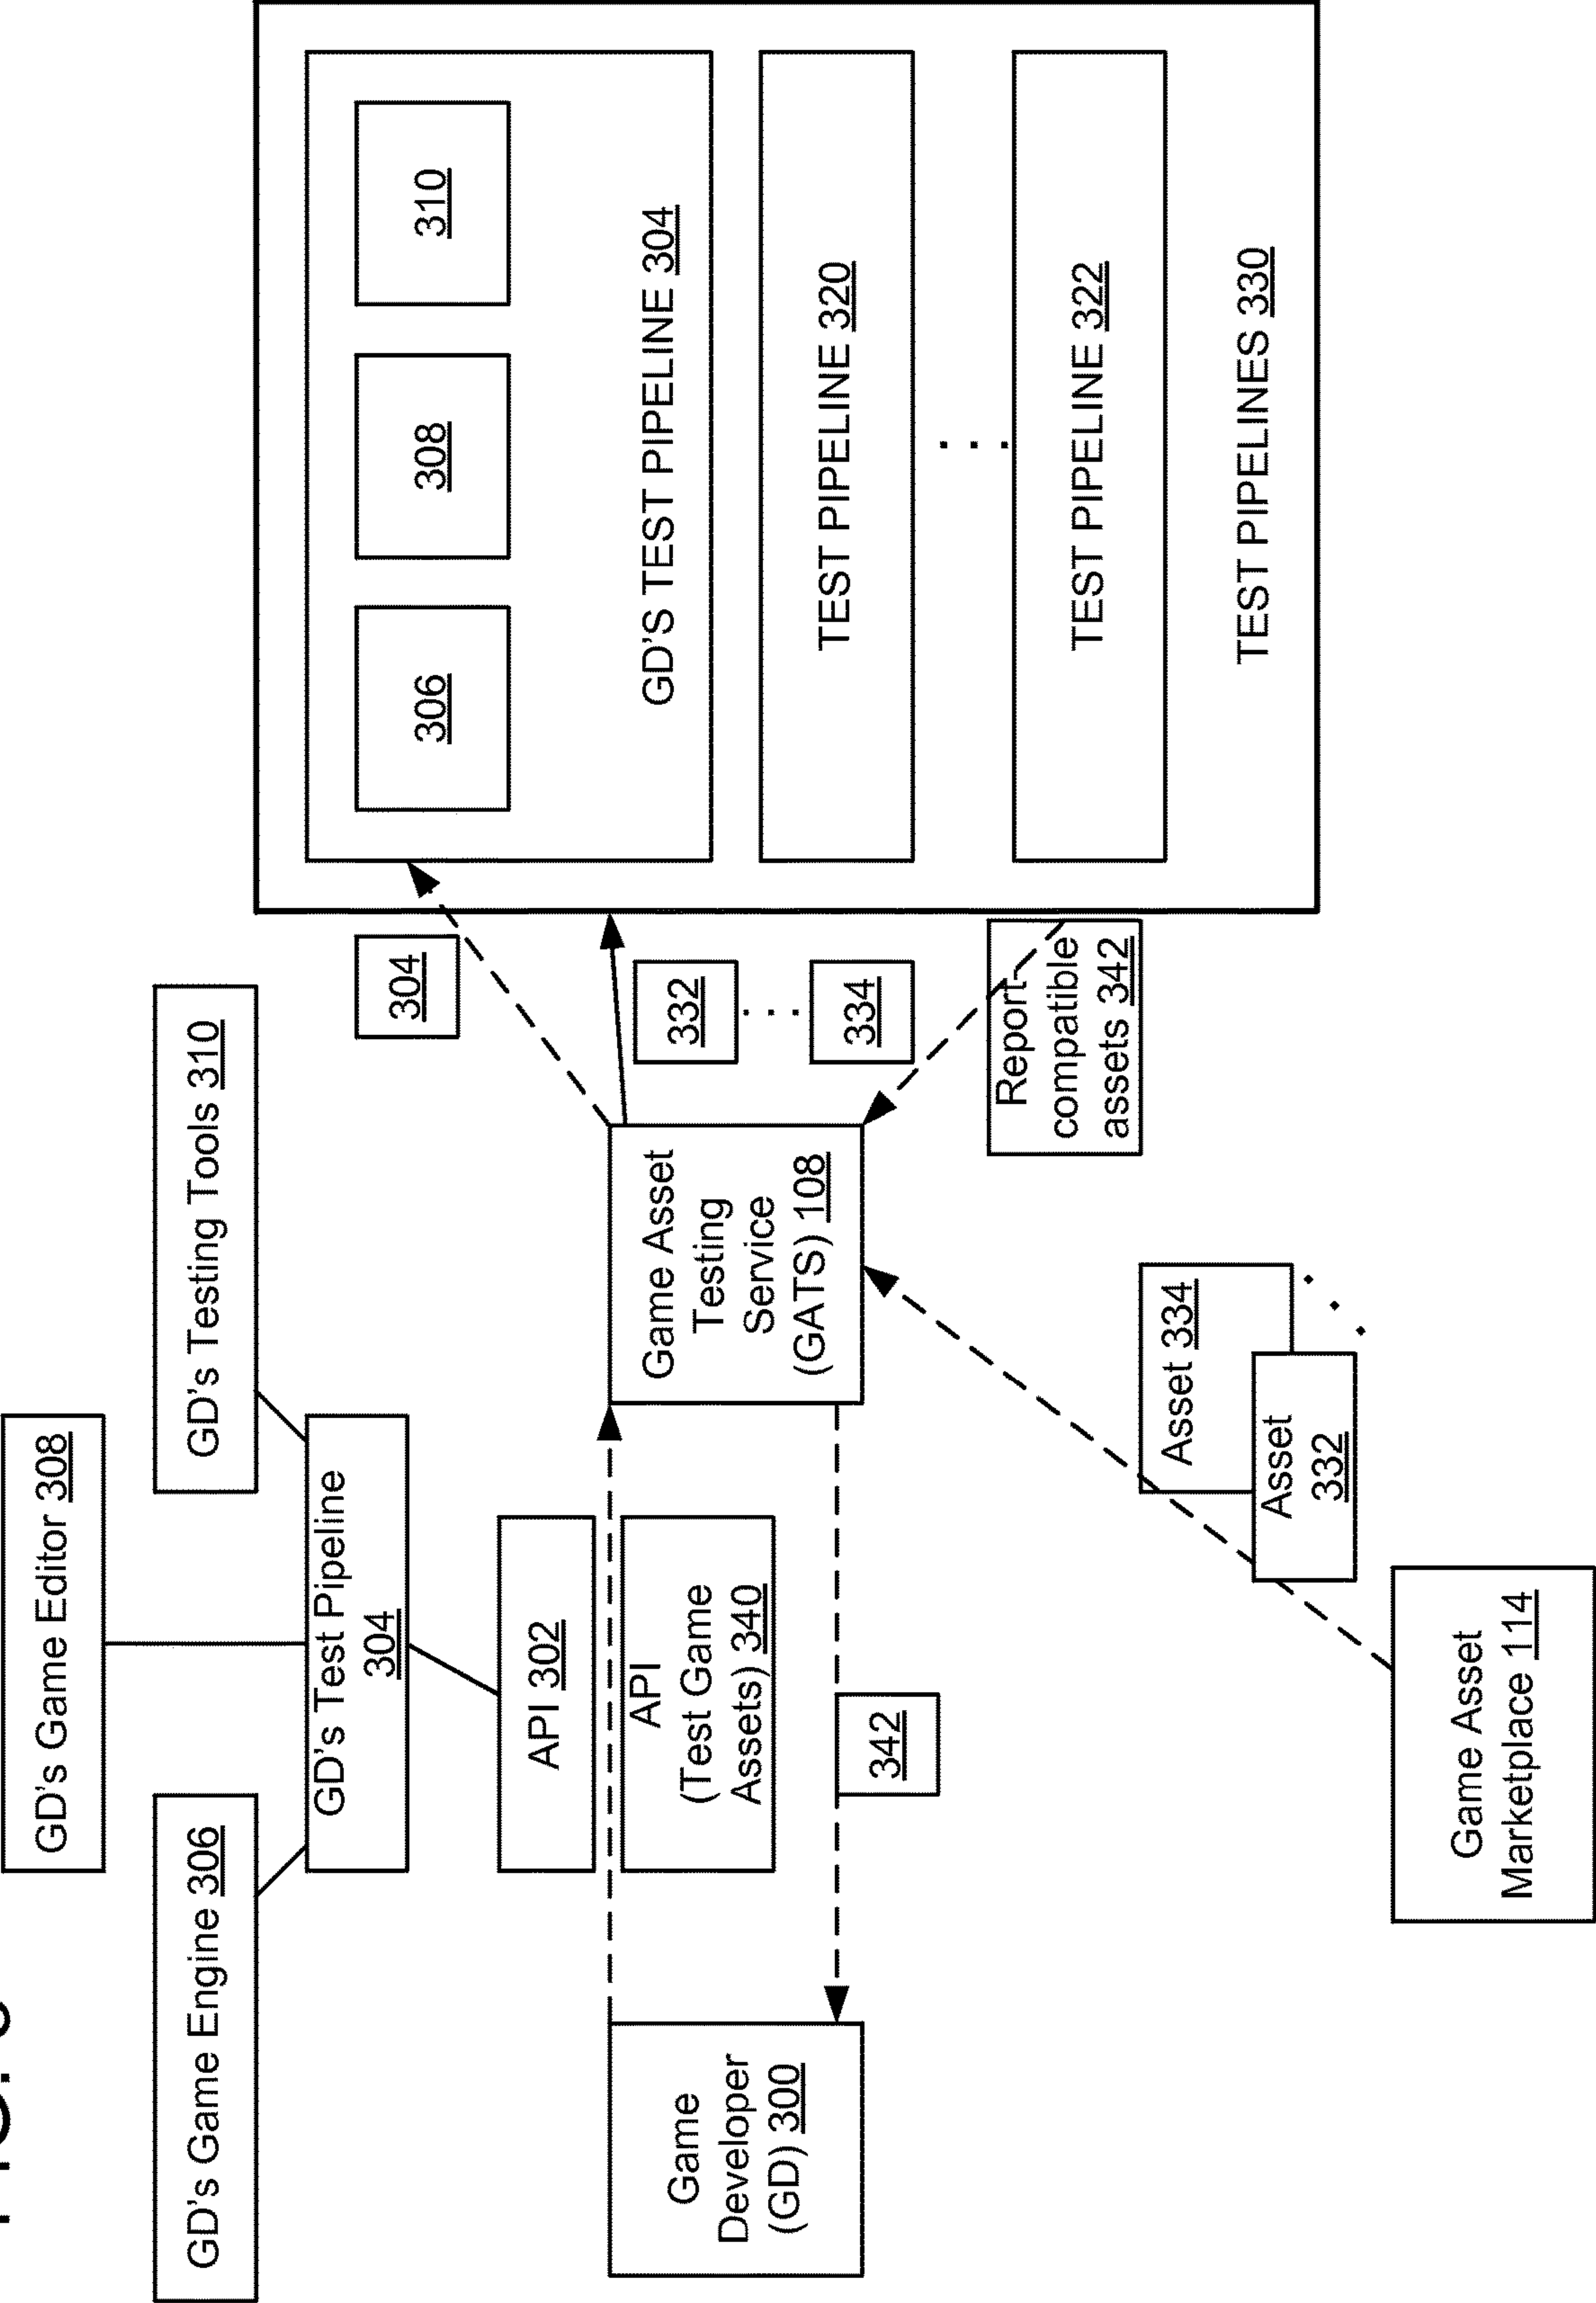 GD's Game Editor 308
GD's Game Engine 306
GD's Testing Tools 310
GD's Test Pipeline
304
API 302
API
(Test Game
Assets) 340
Game
Developer
(GD) 300
342
Game Asset
Testing
Service
(GATS) 108
304
332
...
334
Report-
compatible
assets 342
Game Asset
Marketplace 114
Asset 334
Asset
332
...
306
308
310
GD'S TEST PIPELINE 304
TEST PIPELINE 320
...
TEST PIPELINE 322
TEST PIPELINES 330